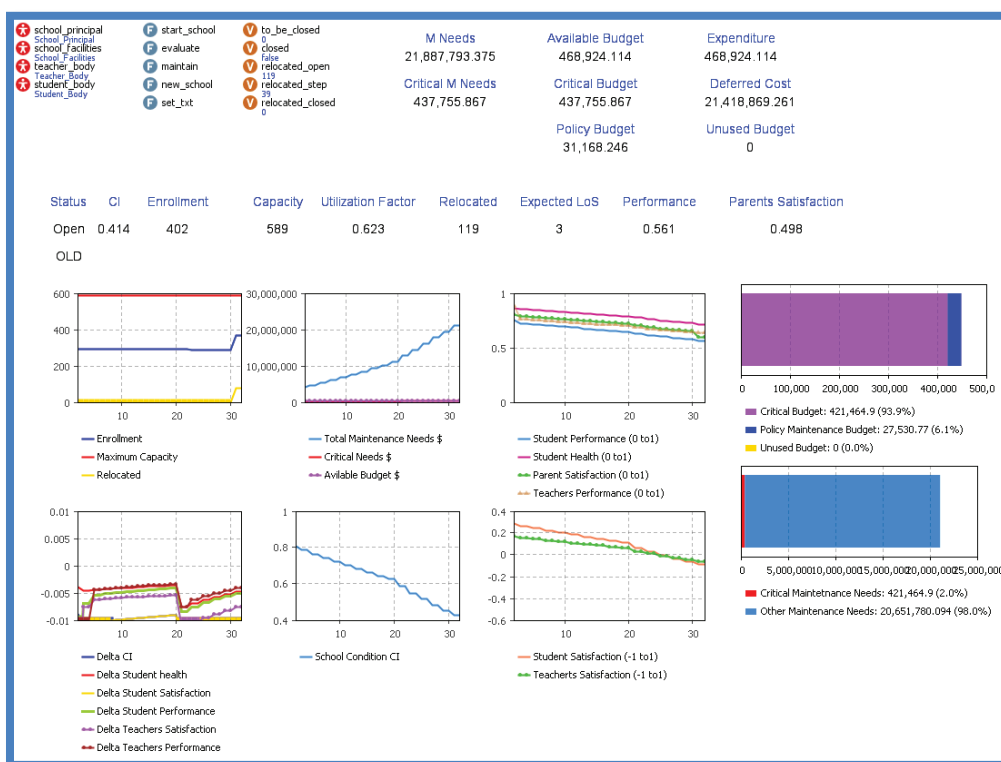 school_principal
School_Principal
school_facilities
School_Facilities
teacher_body
Teacher_Body
student_body
Student_Body
start_school
evaluate
maintain
new_school
set_txt
to_be_closed
0
closed
false
relocated_open
119
relocated_step
39
relocated_closed
0
M Needs Available Budget Expenditure
21,887,793.375 468,924.114 468,924.114
Critical M Needs Critical Budget Deferred Cost
437,755.867 437,755.867 21,418,869.261
Policy Budget Unused Budget
31,168.246 0
Status CI Enrollment Capacity Utilization Factor Relocated Expected LoS Performance Parents Satisfaction
Open 0.414 402 589 0.623 119 3 0.561 0.498
OLD
600
400
200
0
10 20 30
Enrollment
Maximum Capacity
Relocated
30,000,000
20,000,000
10,000,000
0
10 20 30
Total Maintenance Needs $
Critical Needs $
Avilable Budget $
1
0.5
0
10 20 30
Student Performance (0 to1)
Student Health (0 to1)
Parent Satisfaction (0 to1)
Teachers Performance (0 to1)
0 100,000 200,000 300,000 400,000 500,0
Critical Budget: 421,464.9 (93.9%)
Policy Maintenance Budget: 27,530.77 (6.1%)
Unused Budget: 0 (0.0%)
0.01
0.005
0
-0.005
-0.01
10 20 30
Delta CI
Delta Student health
Delta Student Satisfaction
Delta Student Performance
Delta Teachers Satisfaction
Delta Teachers Performance
1
0.8
0.6
0.4
10 20 30
School Condition CI
0.4
0.2
0
-0.2
-0.4
-0.6
10 20 30
Student Satisfaction (-1 to1)
Teacherts Satisfaction (-1 to1)
0 5,000,000 10,000,000 15,000,000 20,000,000 25,000,000
Critical Maintetnance Needs: 421,464.9 (2.0%)
Other Maintenance Needs: 20,651,780.094 (98.0%)